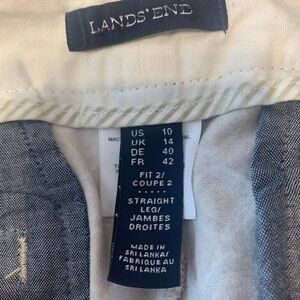 LANDS' END
US 10
UK 14
DE 40
FR 42
FIT 2/
COUPE 2
STRAIGHT
LEG/
JAMBES
DROITES
MADE IN
SRI LANKA/
FABRIQUE AU
SRI LANKA